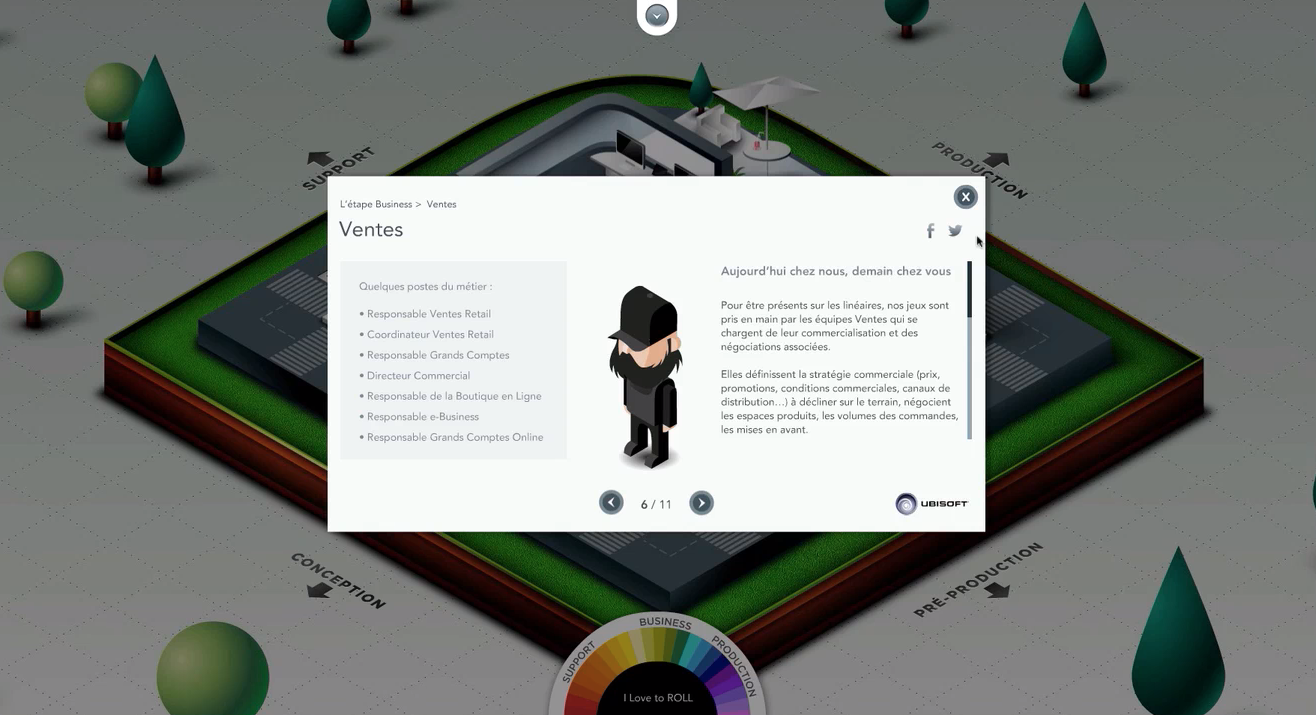 SUPPORT
PRODUCTION
L'étape Business > Ventes
Ventes
Quelques postes du métier :
• Responsable Ventes Retail
• Coordinateur Ventes Retail
• Responsable Grands Comptes
• Directeur Commercial
• Responsable de la Boutique en Ligne
• Responsable e-Business
• Responsable Grands Comptes Online
Aujourd'hui chez nous, demain chez vous
Pour être présents sur les linéaires, nos jeux sont
pris en main par les équipes Ventes qui se
chargent de leur commercialisation et des
négociations associées.
Elles définissent la stratégie commerciale (prix,
promotions, conditions commerciales, canaux de
distribution...) à décliner sur le terrain, négocient
les espaces produits, les volumes des commandes,
les mises en avant.
6 / 11
UBISOFT
CONCEPTION
PRÉ-PRODUCTION
SUPPORT
BUSINESS
PRODUCTION
I Love to ROLL